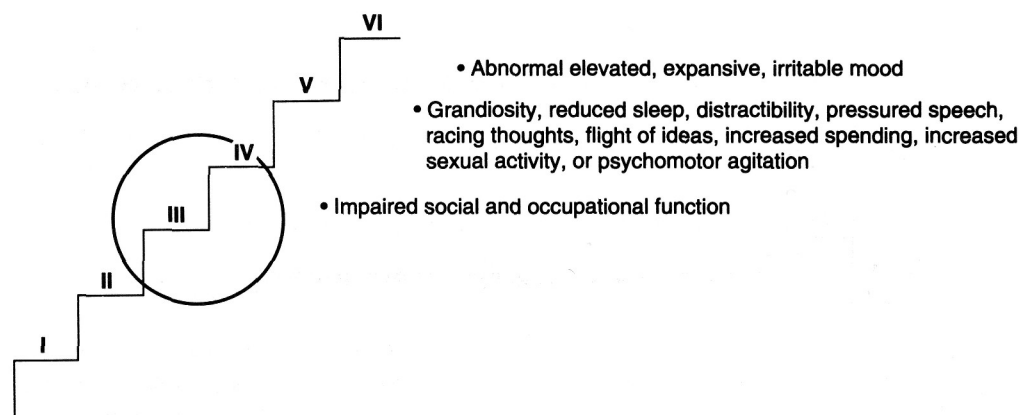 VI
• Abnormal elevated, expansive, irritable mood
V
• Grandiosity, reduced sleep, distractibility, pressured speech,
racing thoughts, flight of ideas, increased spending, increased
sexual activity, or psychomotor agitation
IV
• Impaired social and occupational function
III
II
I